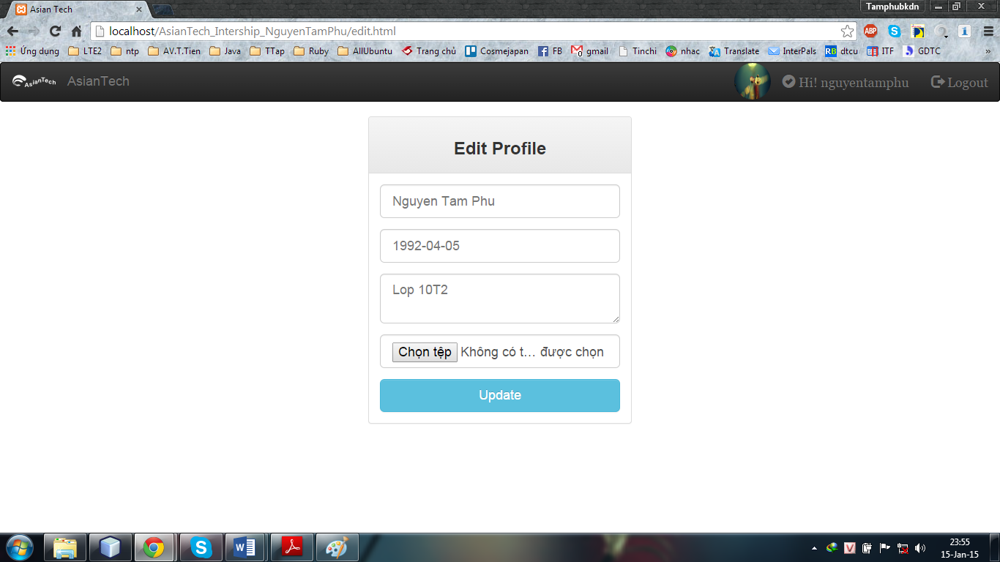 Asian Tech
Tamphubkdn
localhost/AsianTech_Intership_NguyenTamPhu/edit.html
ABP
Ứng dụng LTE2 ntp AV.T.Tien Java TTap Ruby AllUbuntu Trang chủ Cosmejapan FB gmail Tinchi nhac Translate InterPals RB dtcu ITF GDTC »
AsianTech AsianTech Hi! nguyentamphu Logout
Edit Profile
Nguyen Tam Phu
1992-04-05
Lop 10T2
Chọn tệp Không có t... được chọn
Update
23:55
15-Jan-15